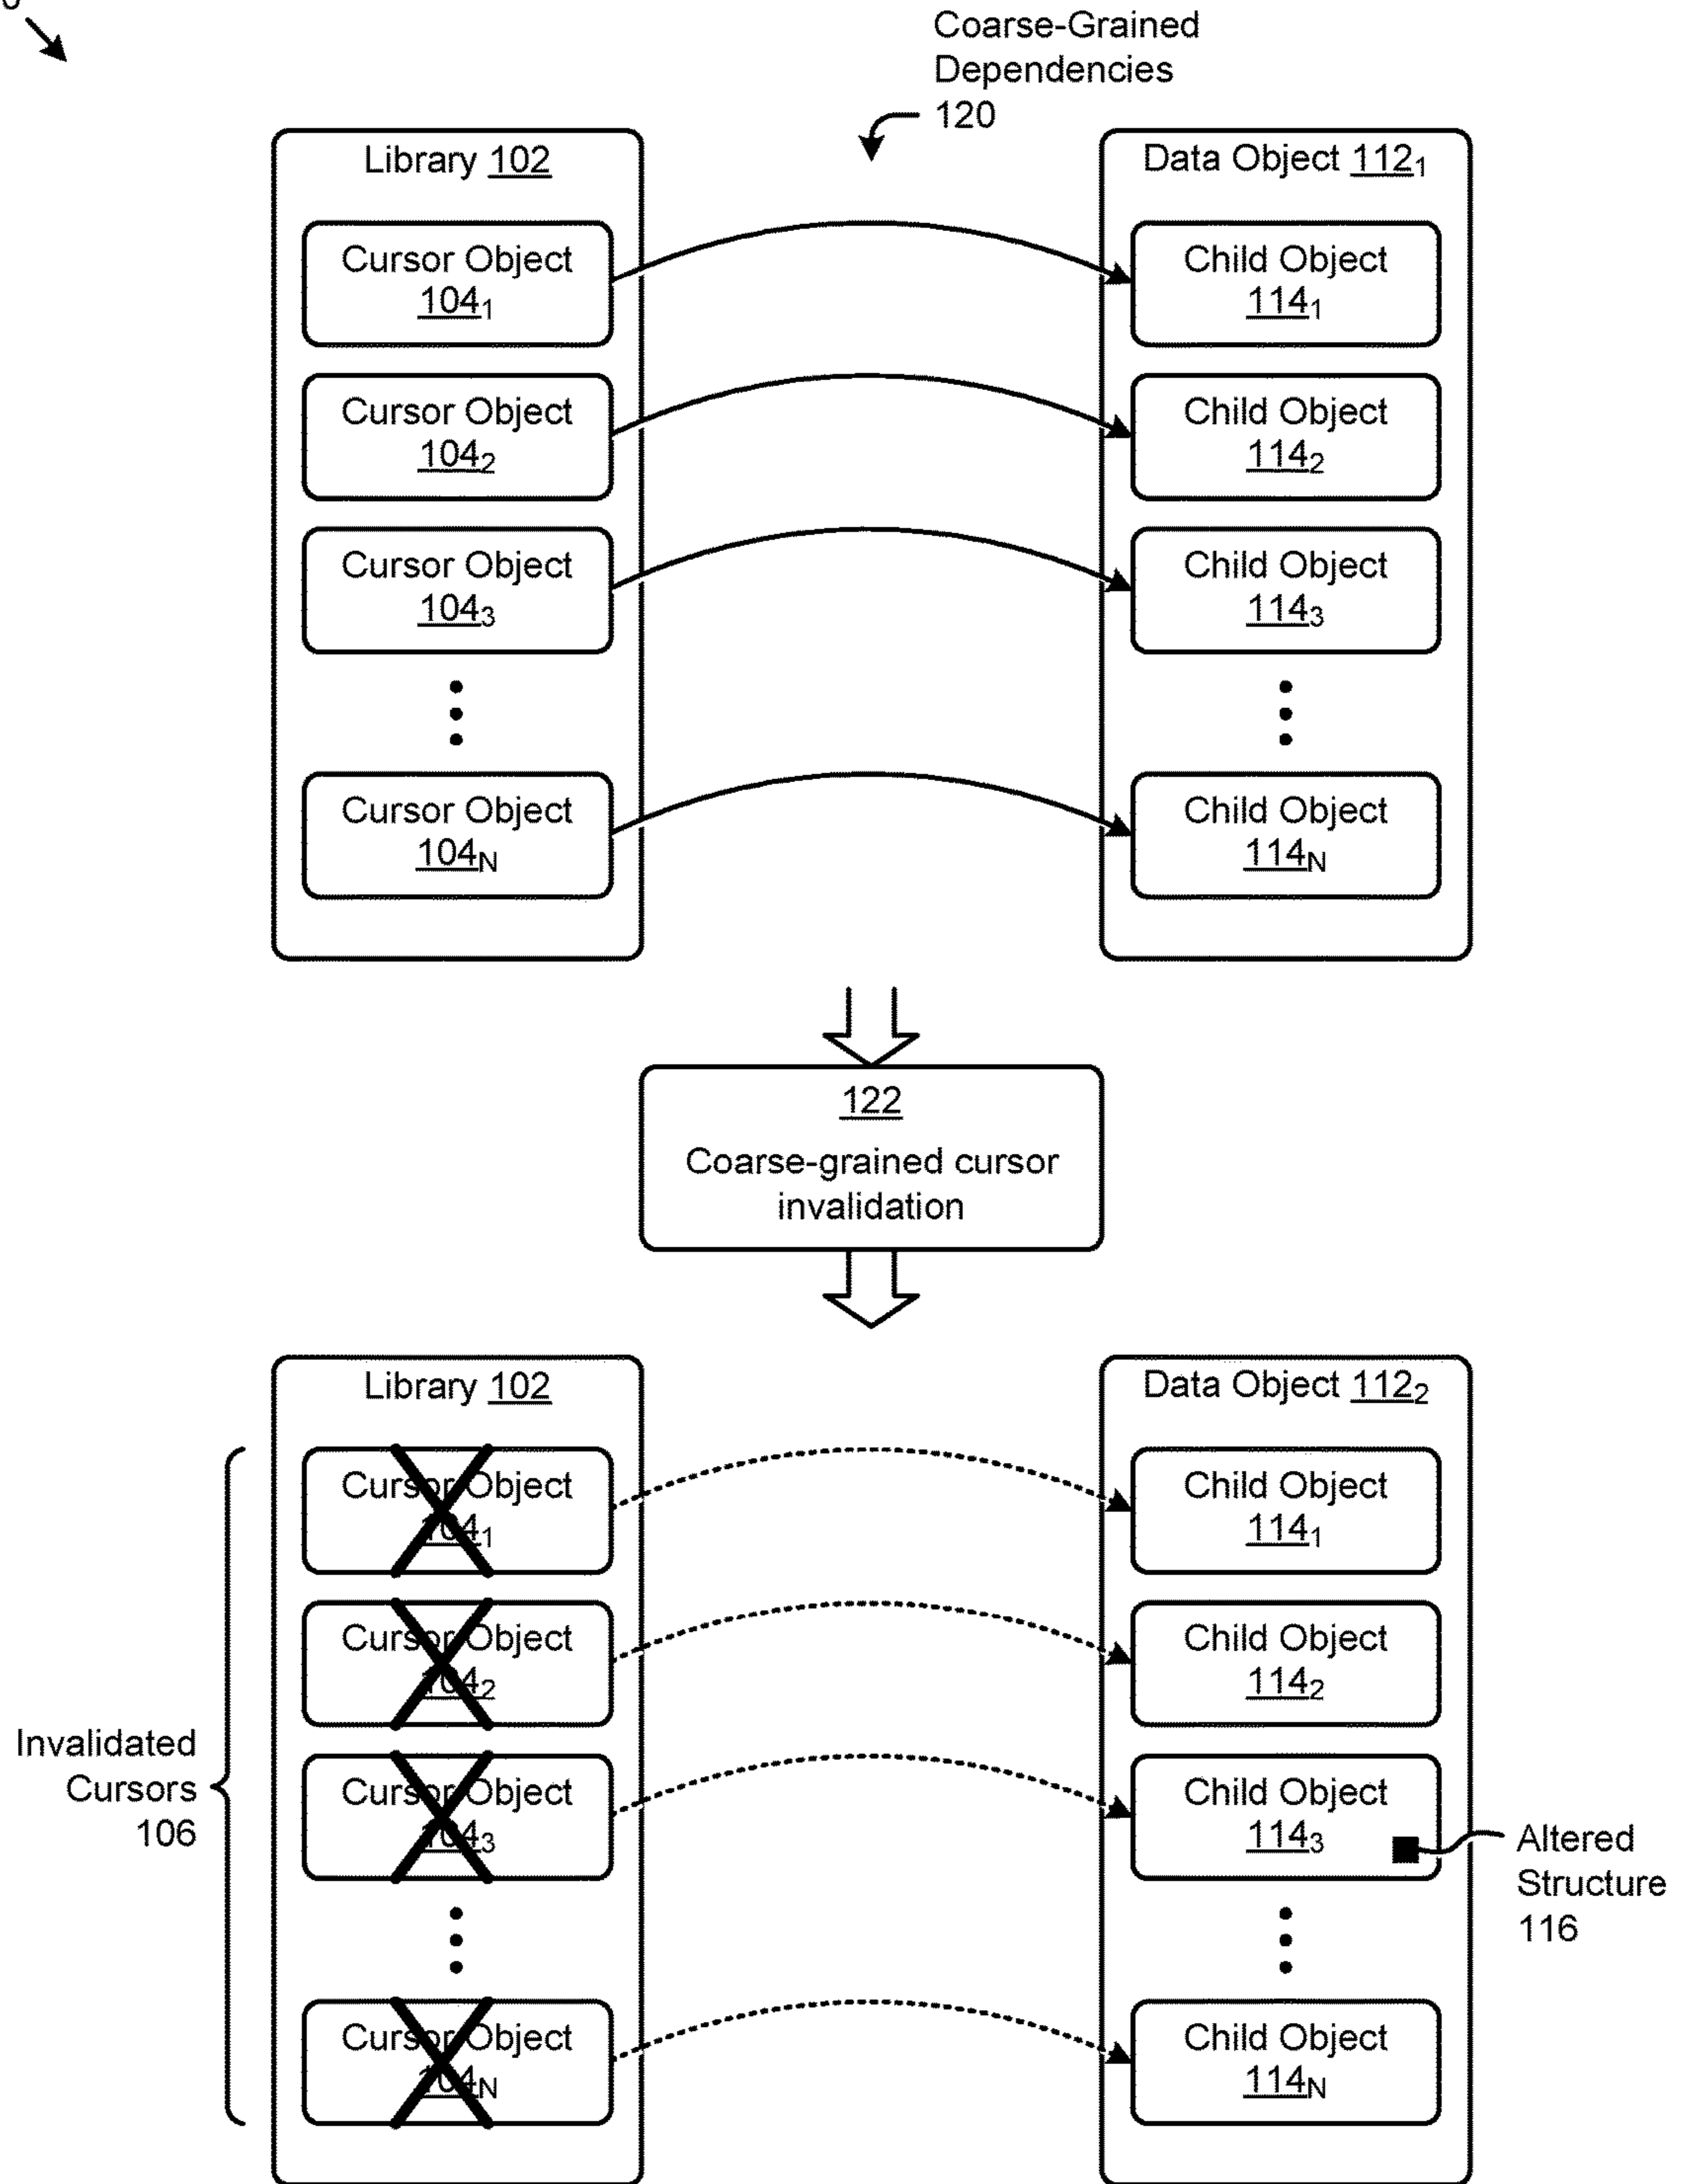 Coarse-Grained
Dependencies
120
Library 102
Data Object 112₁
Cursor Object
104₁
Child Object
114₁
Cursor Object
104₂
Child Object
114₂
Cursor Object
104₃
Child Object
114₃
Cursor Object
104N
Child Object
114N
122
Coarse-grained cursor
invalidation
Library 102
Data Object 112₂
Cursor Object
104₁
Child Object
114₁
Cursor Object
104₂
Child Object
114₂
Invalidated
Cursors
106
Cursor Object
104₃
Child Object
114₃
Altered
Structure
116
Cursor Object
104N
Child Object
114N